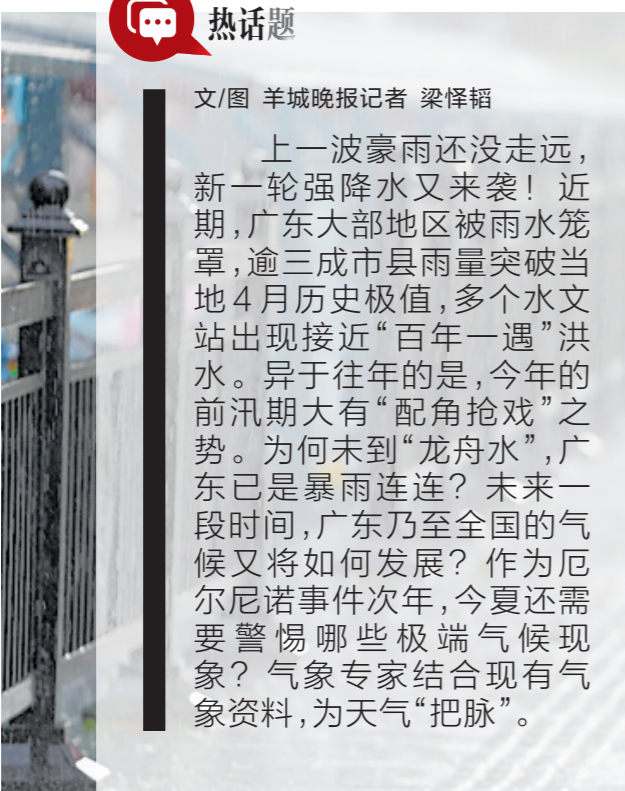 热话题
文/图 羊城晚报记者 梁怿韬
上一波豪雨还没走远，
新一轮强降水又来袭！近
期，广东大部地区被雨水笼
罩，逾三成市县雨量突破当
地4月历史极值，多个水文
站出现接近“百年一遇”洪
水。异于往年的是，今年的
前汛期大有“配角抢戏”之
势。为何未到“龙舟水”，广
东已是暴雨连连？未来一
段时间，广东乃至全国的气
候又将如何发展？作为厄
尔尼诺事件次年，今夏还需
要警惕哪些极端气候现
象？气象专家结合现有气
象资料，为天气“把脉”。